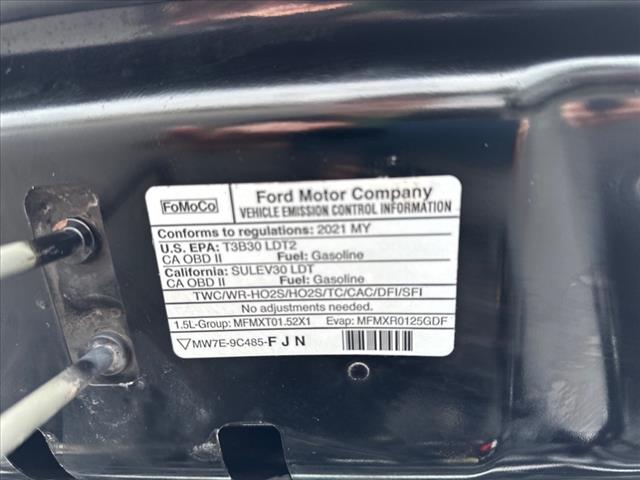 FoMoCo
Ford Motor Company
VEHICLE EMISSION CONTROL INFORMATION
Conforms to regulations: 2021 MY
U.S. EPA: T3B30 LDT2
CA OBD II Fuel: Gasoline
California: SULEV30 LDT
CA OBD II Fuel: Gasoline
TWC/WR-HO2S/HO2S/TC/CAC/DFI/SFI
No adjustments needed.
1.5L-Group: MFMXT01.52X1 Evap: MFMXR0125GDF
MW7E-9C485-F J N